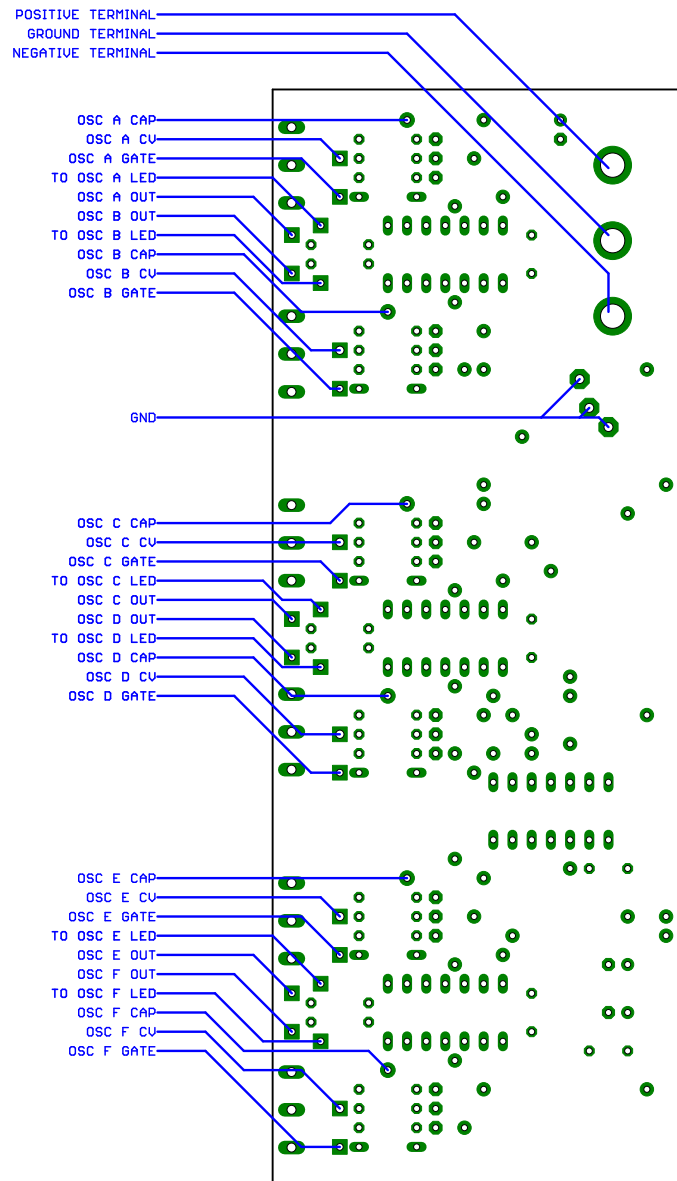 POSITIVE TERMINAL
GROUND TERMINAL
NEGATIVE TERMINAL
OSC A CAP
OSC A CV
OSC A GATE
TO OSC A LED
OSC A OUT
OSC B OUT
TO OSC B LED
OSC B CAP
OSC B CV
OSC B GATE
GND
OSC C CAP
OSC C CV
OSC C GATE
TO OSC C LED
OSC C OUT
OSC D OUT
TO OSC D LED
OSC D CAP
OSC D CV
OSC D GATE
OSC E CAP
OSC E CV
OSC E GATE
TO OSC E LED
OSC E OUT
OSC F OUT
TO OSC F LED
OSC F CAP
OSC F CV
OSC F GATE